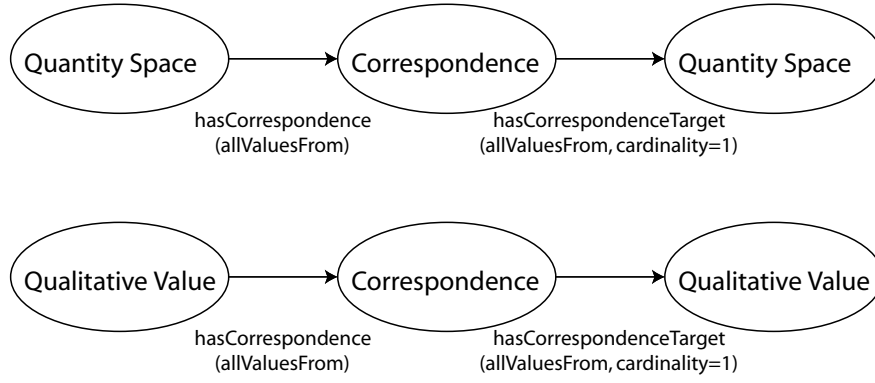 Quantity Space
Correspondence
Quantity Space
hasCorrespondence
(allValuesFrom)
hasCorrespondenceTarget
(allValuesFrom, cardinality=1)
Qualitative Value
Correspondence
Qualitative Value
hasCorrespondence
(allValuesFrom)
hasCorrespondenceTarget
(allValuesFrom, cardinality=1)